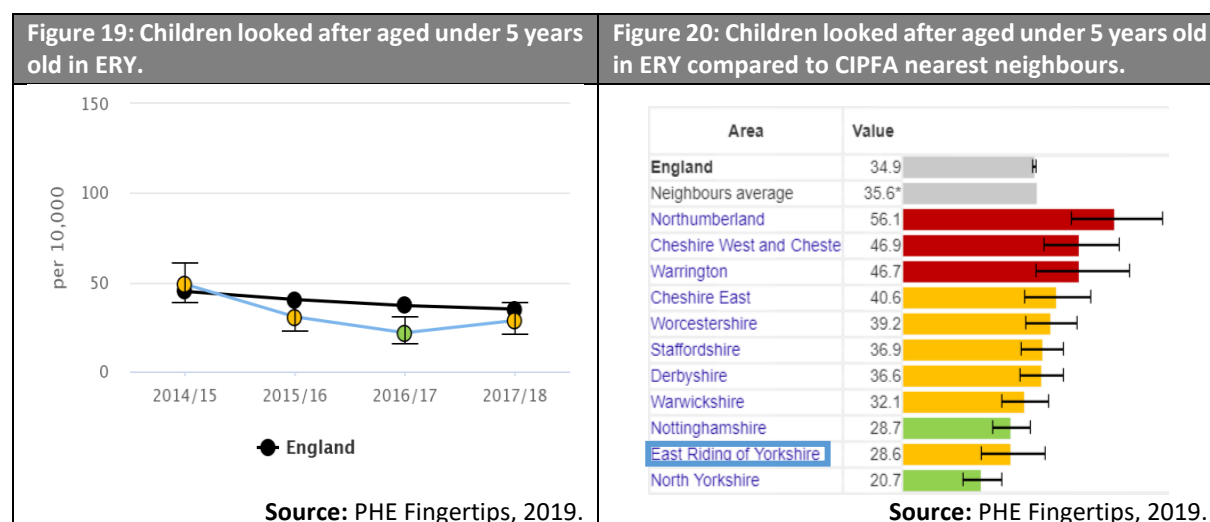 Figure 19: Children looked after aged under 5 years
old in ERY.
150
100
50
0
per 10,000
2014/15 2015/16 2016/17 2017/18
England
Source: PHE Fingertips, 2019.
Figure 20: Children looked after aged under 5 years old
in ERY compared to CIPFA nearest neighbours.
Area Value
England 34.9
Neighbours average 35.6*
Northumberland 56.1
Cheshire West and Cheste 46.9
Warrington 46.7
Cheshire East 40.6
Worcestershire 39.2
Staffordshire 36.9
Derbyshire 36.6
Warwickshire 32.1
Nottinghamshire 28.7
East Riding of Yorkshire 28.6
North Yorkshire 20.7
Source: PHE Fingertips, 2019.